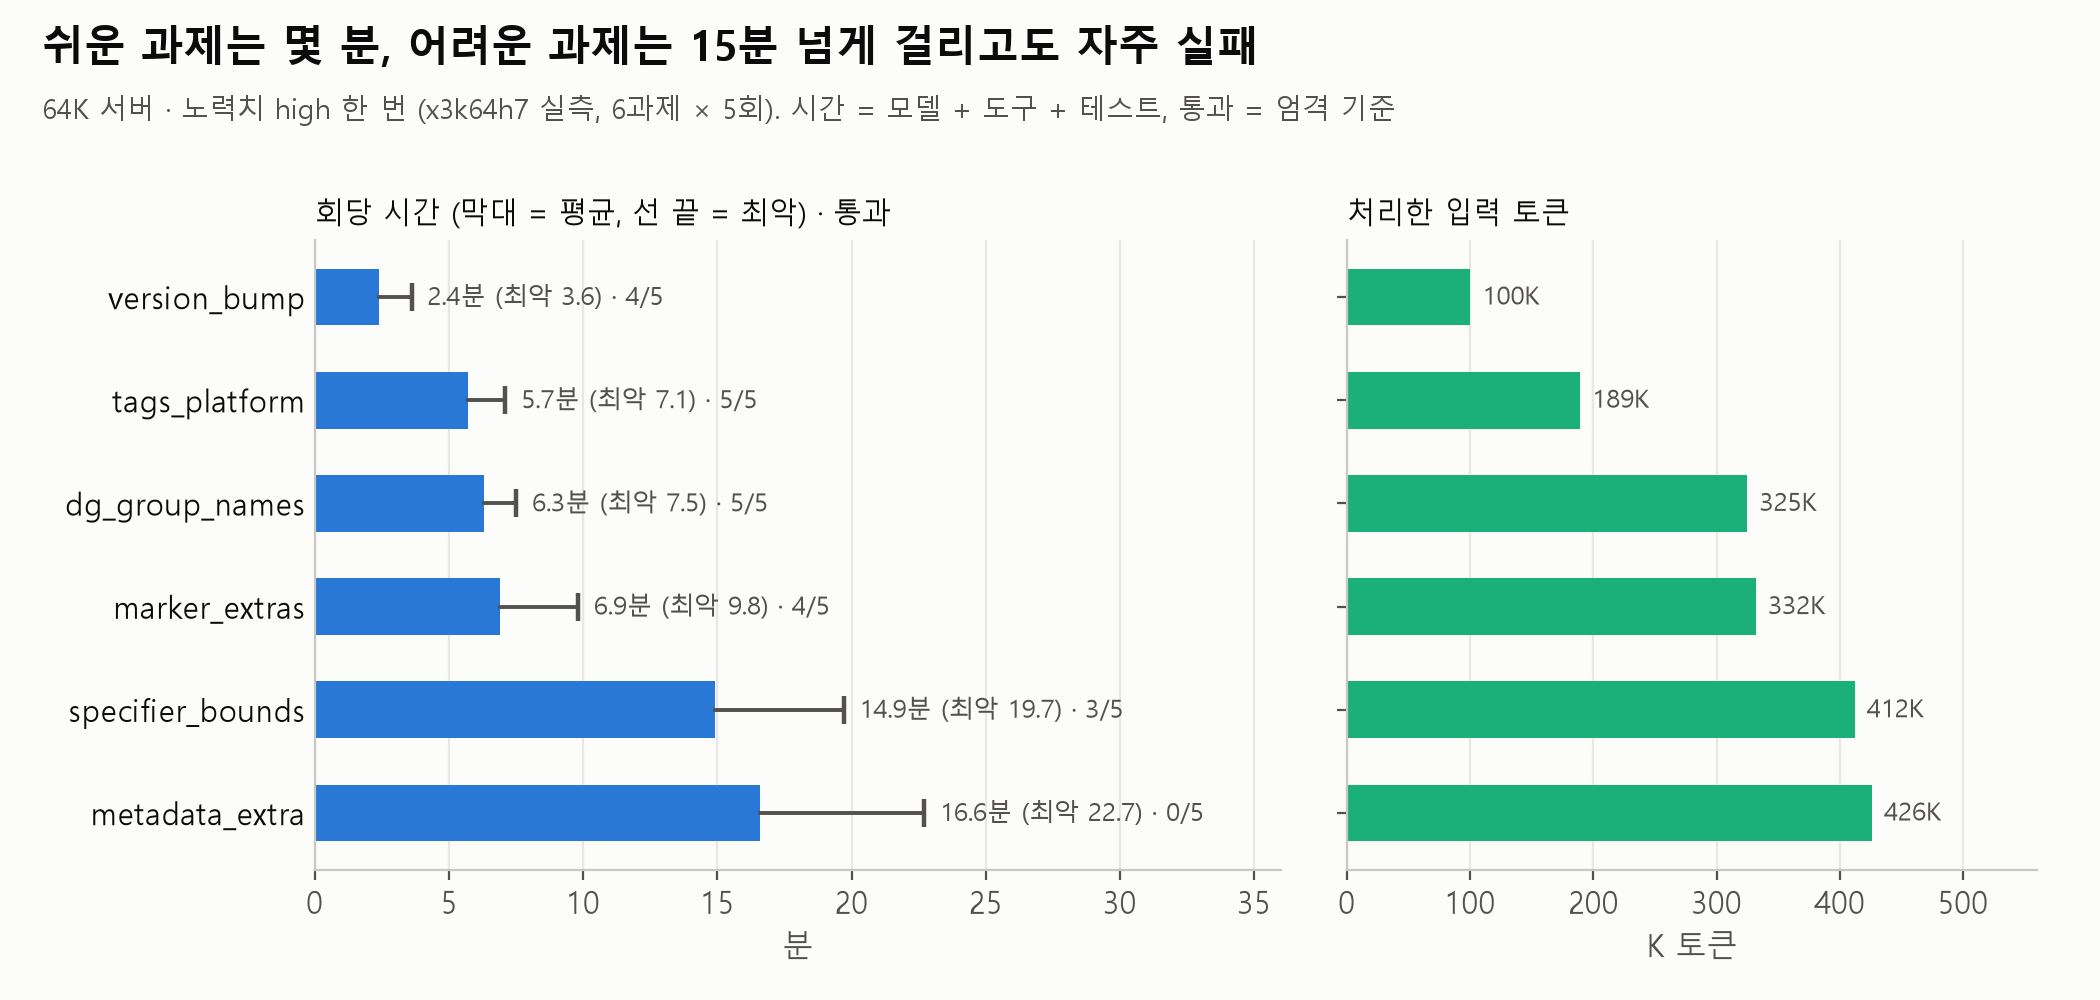 쉬운 과제는 몇 분, 어려운 과제는 15분 넘게 걸리고도 자주 실패
64K 서버 · 노력치 high 한 번 (x3k64h7 실측, 6과제 × 5회). 시간 = 모델 + 도구 + 테스트, 통과 = 엄격 기준
회당 시간 (막대 = 평균, 선 끝 = 최악) · 통과
version_bump
2.4분 (최악 3.6) · 4/5
tags_platform
5.7분 (최악 7.1) · 5/5
dg_group_names
6.3분 (최악 7.5) · 5/5
marker_extras
6.9분 (최악 9.8) · 4/5
specifier_bounds
14.9분 (최악 19.7) · 3/5
metadata_extra
16.6분 (최악 22.7) · 0/5
0 5 10 15 20 25 30 35
분
처리한 입력 토큰
100K
189K
325K
332K
412K
426K
0 100 200 300 400 500
K 토큰